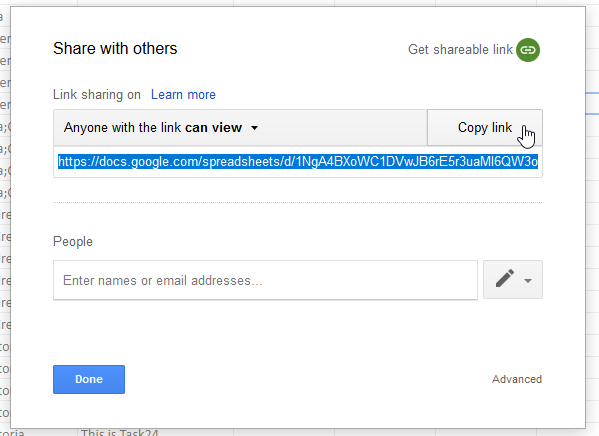 Share with others
Get shareable link
Link sharing on Learn more
Anyone with the link can view
Copy link
https://docs.google.com/spreadsheets/d/1NgA4BXoWC1DVwJB6rE5r3uaMl6QW3o
People
Enter names or email addresses...
Done
Advanced
This is Task24